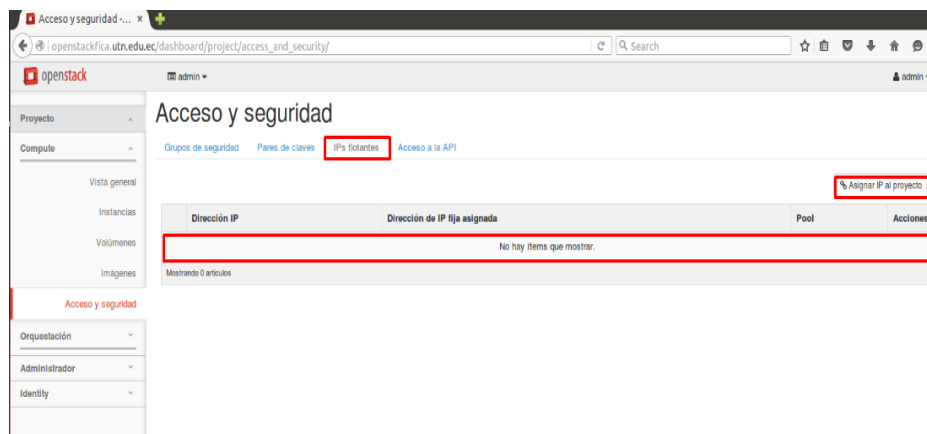 Acceso y seguridad -... ×
openstackfica.utn.edu.ec/dashboard/project/access_and_security/ Search
openstack admin admin
Acceso y seguridad
Proyecto
Compute
Vista general
Instancias
Volúmenes
Imágenes
Acceso y seguridad
Orquestación
Administrador
Identity
Grupos de seguridad Pares de claves IPs flotantes Acceso a la API
Asignar IP al proyecto
Dirección IP Dirección de IP fija asignada Pool Acciones
No hay items que mostrar.
Mostrando 0 artículos